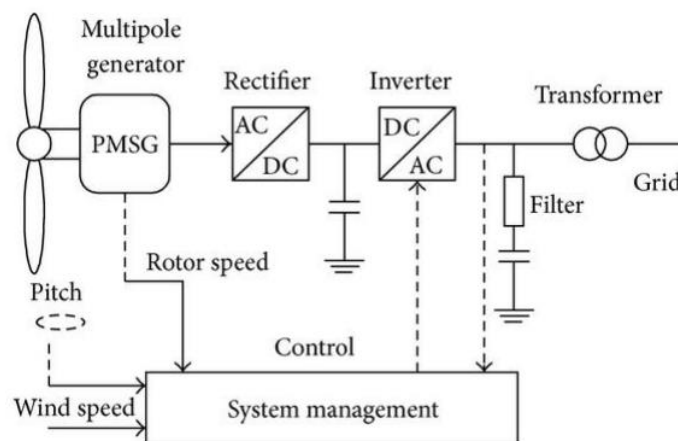 Multipole
generator
Rectifier
Inverter
Transformer
PMSG
AC
DC
DC
AC
Grid
Filter
Rotor speed
Pitch
Control
Wind speed
System management